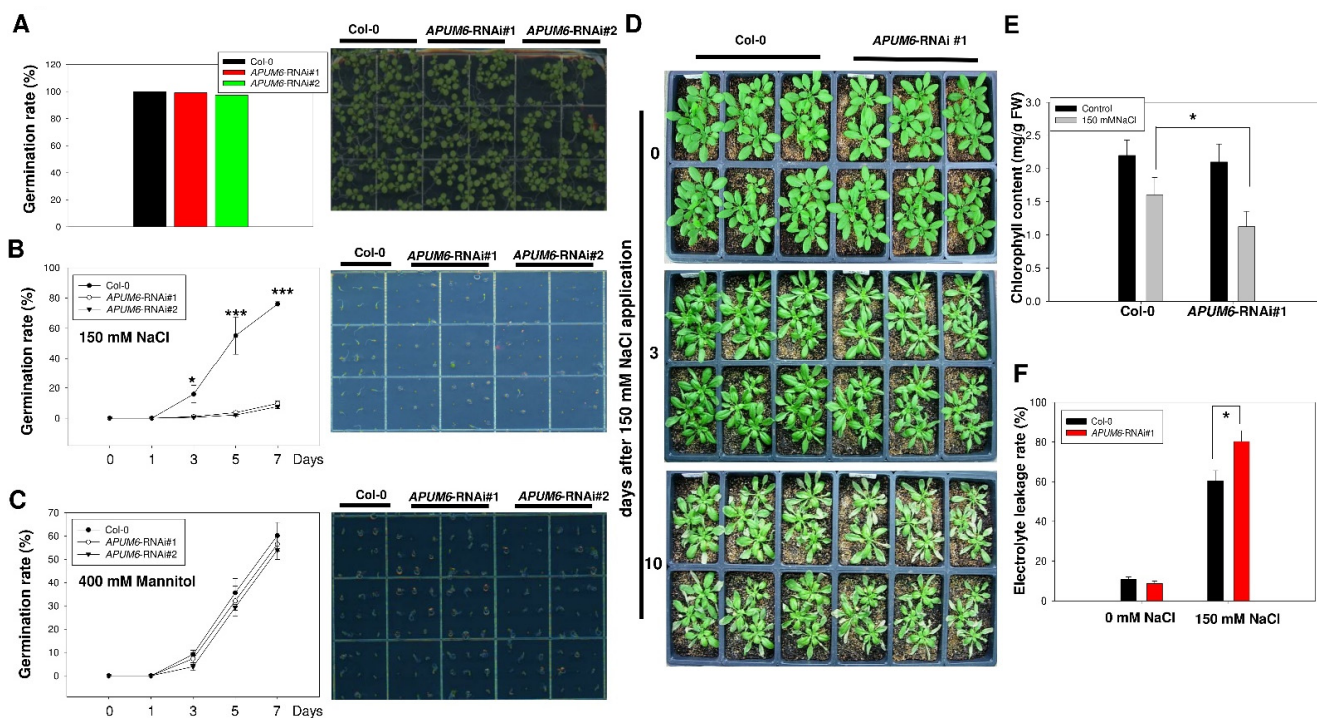 A
Col-0
APUM6-RNAi#1
APUM6-RNAi#2
Col-0
APUM6-RNAi#1
APUM6-RNAi#2
Germination rate (%)
120
100
80
60
40
20
0
B
Col-0
APUM6-RNAi#1
APUM6-RNAi#2
Col-0
APUM6-RNAi#1
APUM6-RNAi#2
150 mM NaCl
Germination rate (%)
100
80
60
40
20
0
*
***
***
0 1 3 5 7 Days
C
Col-0
APUM6-RNAi#1
APUM6-RNAi#2
Col-0
APUM6-RNAi#1
APUM6-RNAi#2
400 mM Mannitol
Germination rate (%)
70
60
50
40
30
20
10
0
0 1 3 5 7 Days
D
Col-0
APUM6-RNAi #1
days after 150 mM NaCl application
0
3
10
E
Control
150 mMNaCl
*
Chlorophyll content (mg/g FW)
3.0
2.5
2.0
1.5
1.0
0.5
0.0
Col-0
APUM6-RNAi#1
F
Col-0
APUM6-RNAi#1
*
Electrolyte leakage rate (%)
100
80
60
40
20
0
0 mM NaCl
150 mM NaCl